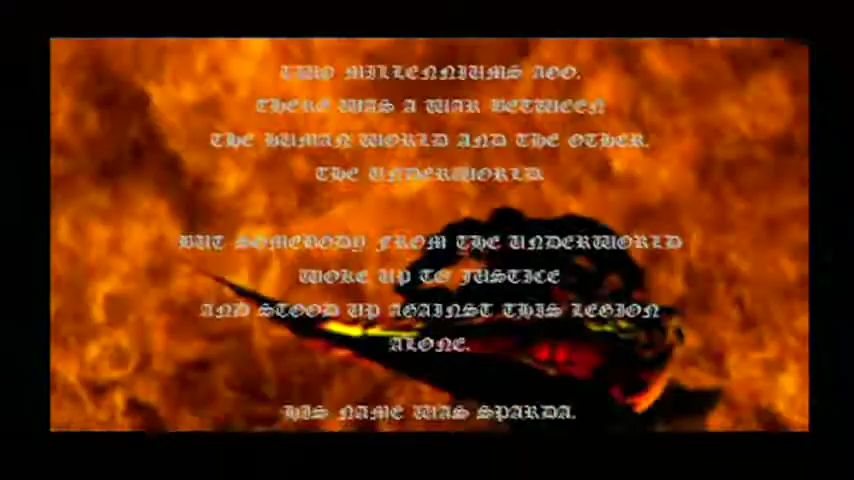 TWO MILLENNIUMS AGO.
THERE WAS A WAR BETWEEN
THE HUMAN WORLD AND THE OTHER.
THE UNDERWORLD.
BUT SOMEBODY FROM THE UNDERWORLD
WOKE UP TO JUSTICE
AND STOOD UP AGAINST THIS LEGION
ALONE.
HIS NAME WAS SPARDA.